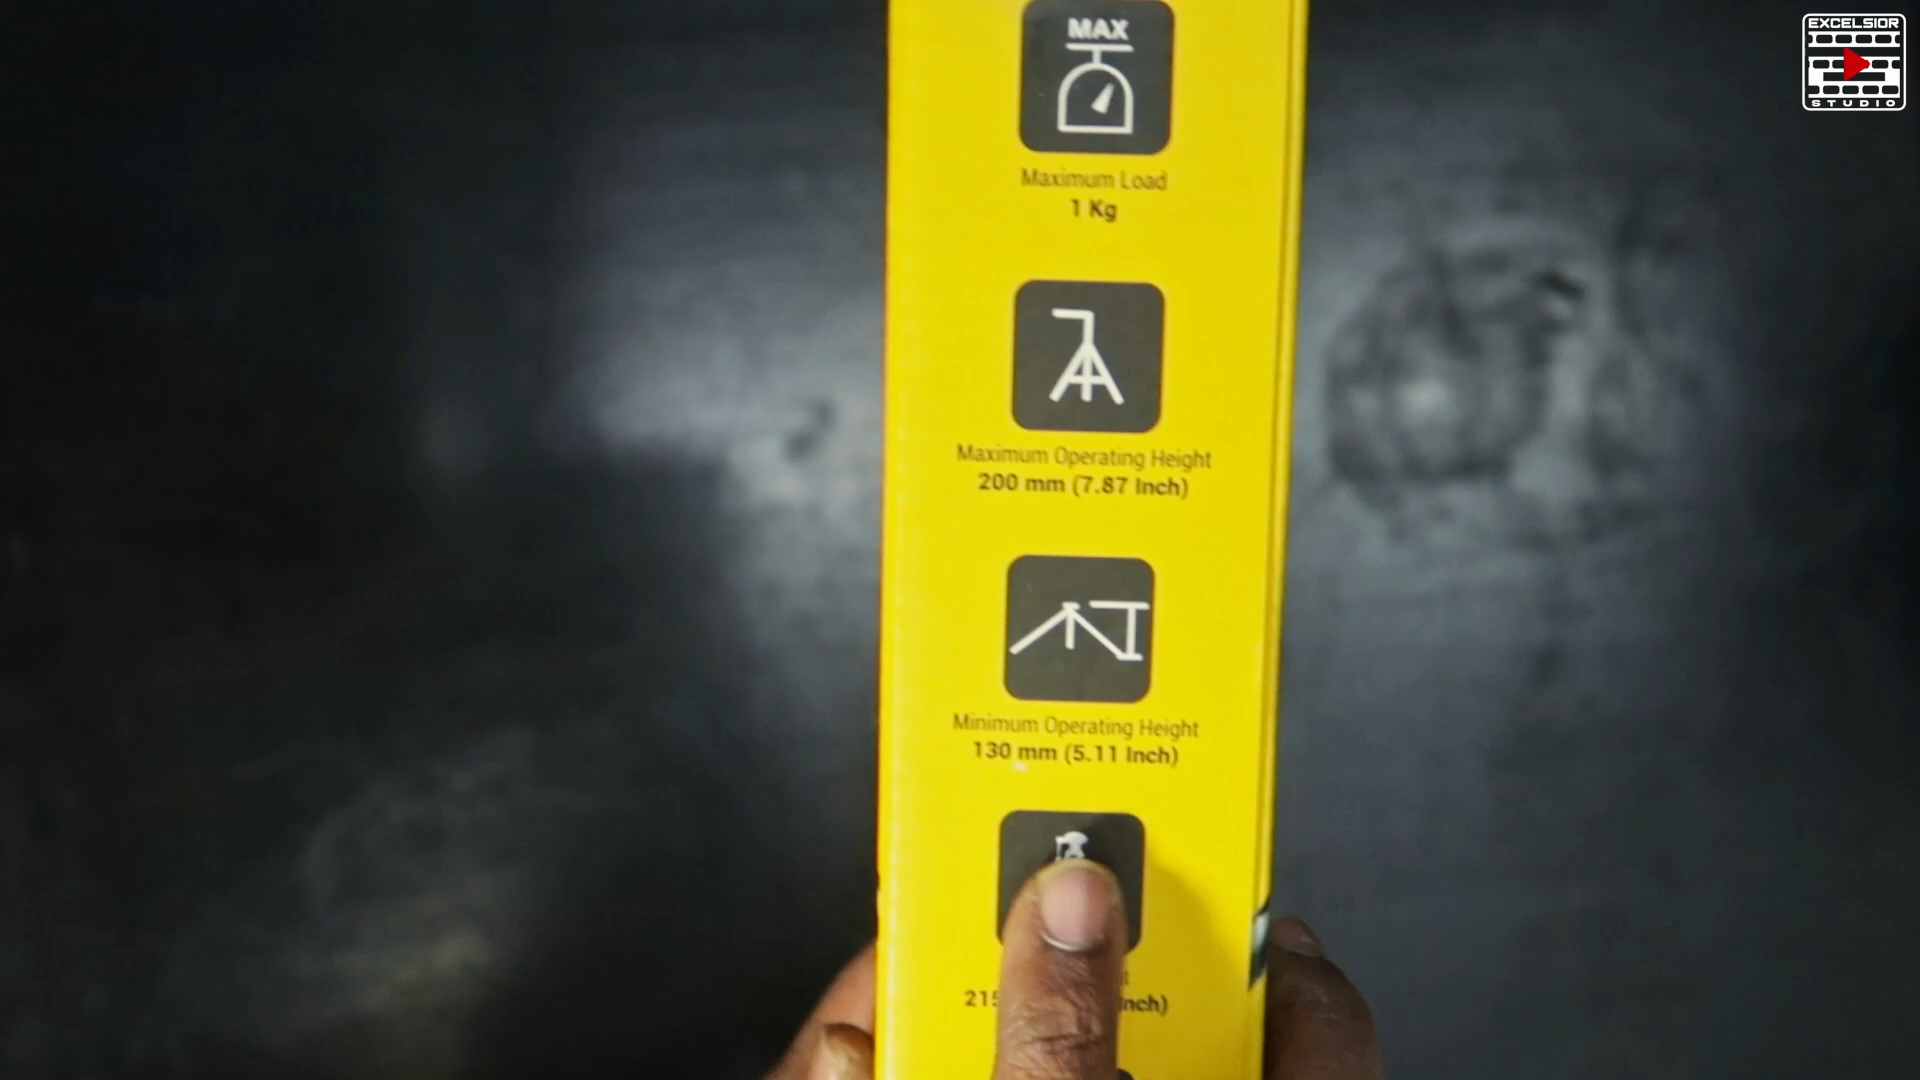 EXCELSIOR
STUDIO
MAX
Maximum Load
1 Kg
Maximum Operating Height
200 mm (7.87 Inch)
Minimum Operating Height
130 mm (5.11 Inch)